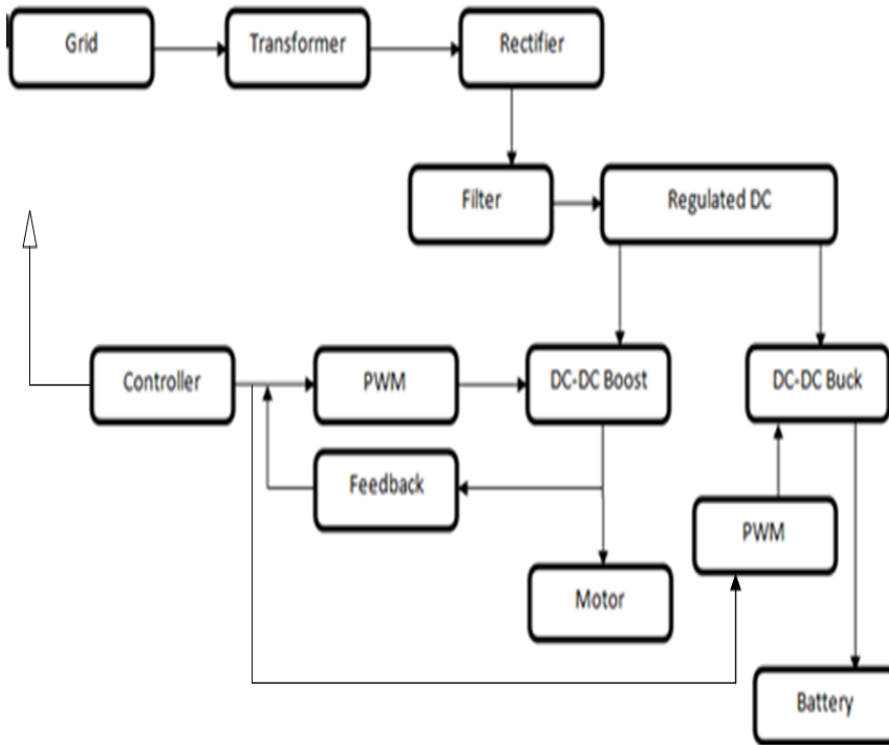 Grid
Transformer
Rectifier
Filter
Regulated DC
Controller
PWM
DC-DC Boost
DC-DC Buck
Feedback
PWM
Motor
Battery